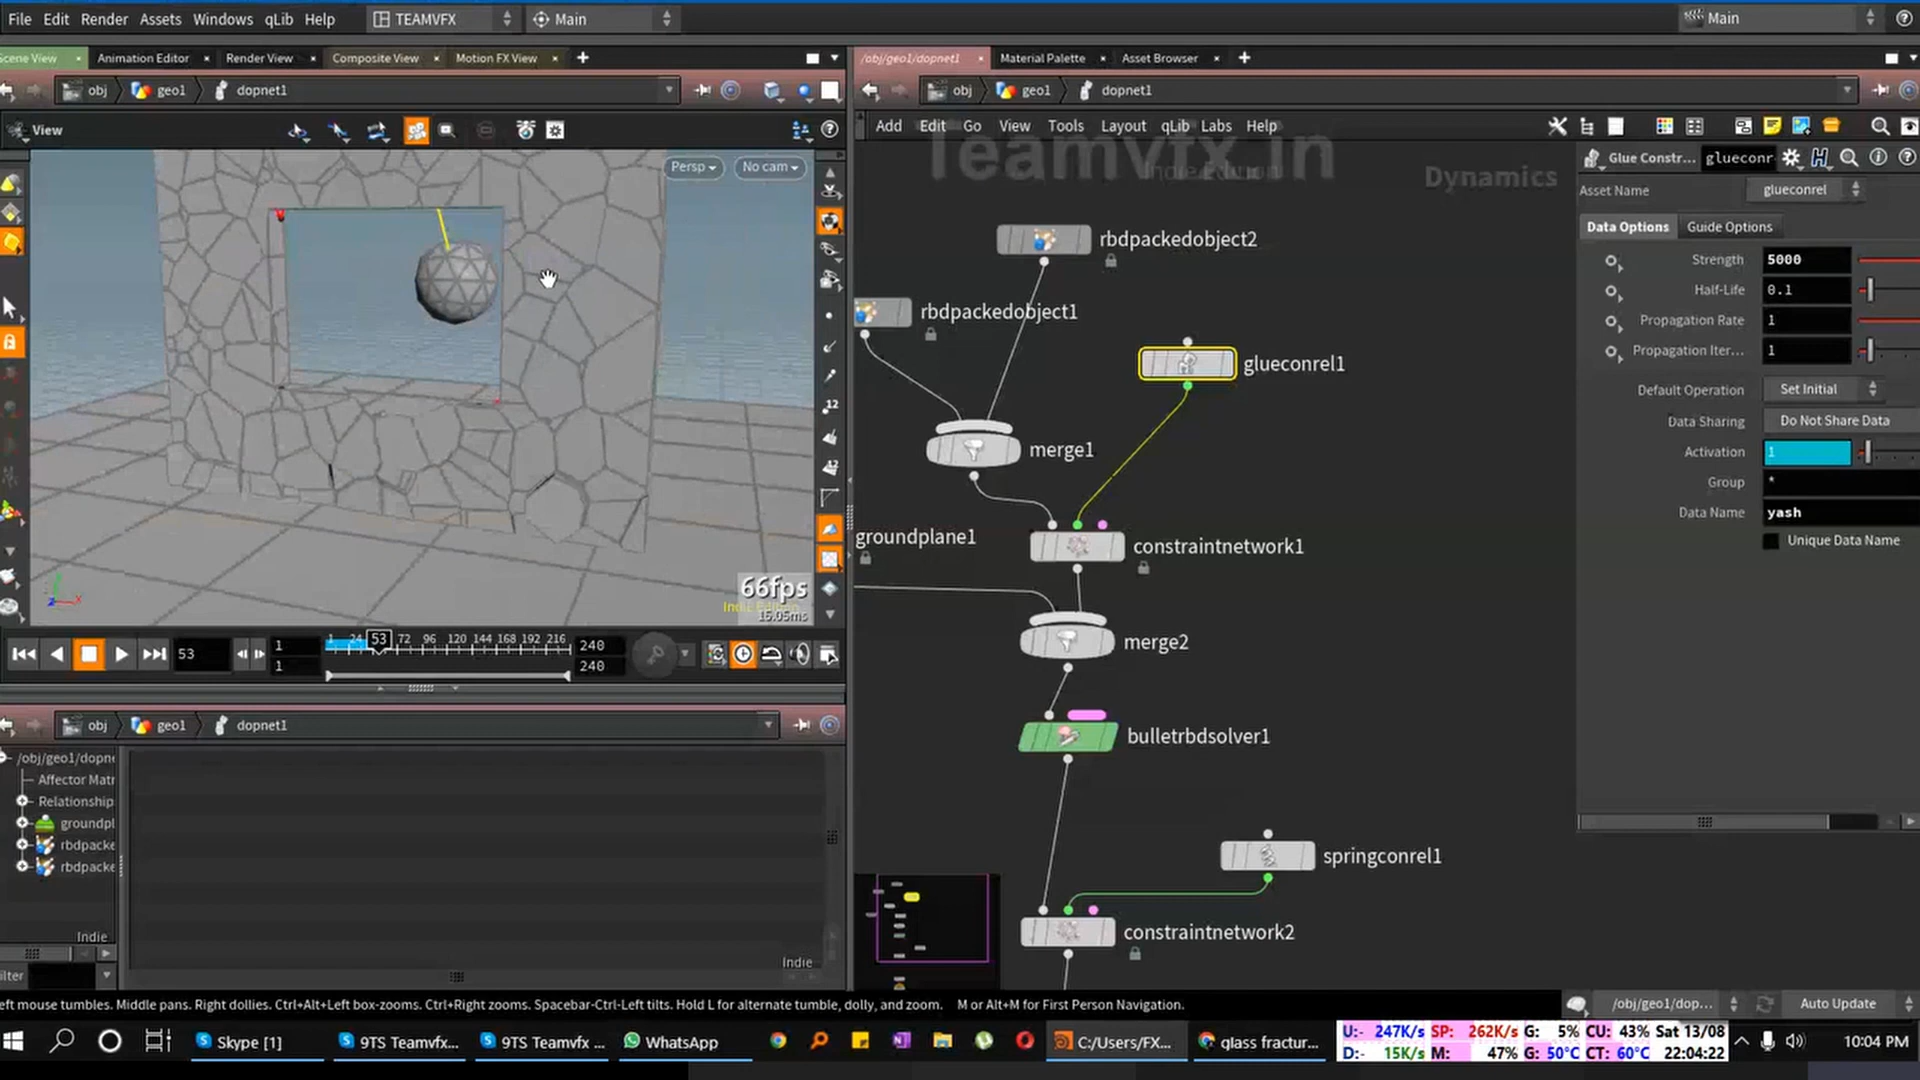 File Edit Render Assets Windows qLib Help TEAMVFX Main Main
Scene View Animation Editor Render View Composite View Motion FX View
/obj/geo1/dopnet1 Material Palette Asset Browser
obj geo1 dopnet1
obj geo1 dopnet1
View
Add Edit Go View Tools Layout qLib Labs Help
Persp No cam
Teamvfx.in
Indie Edition
Dynamics
Glue Constr... glueconr
Asset Name glueconrel
Data Options Guide Options
Strength 5000
Half-Life 0.1
Propagation Rate 1
Propagation Iter... 1
Default Operation Set Initial
Data Sharing Do Not Share Data
Activation 1
Group *
Data Name yash
Unique Data Name
rbdpackedobject2
rbdpackedobject1
glueconrel1
merge1
groundplane1
constraintnetwork1
merge2
bulletrbdsolver1
springconrel1
constraintnetwork2
12
12
66fps
Indie Edition
15.05ms
53
1
1
1 24 53 72 96 120 144 168 192 216
240
240
obj geo1 dopnet1
/obj/geo1/dopne
Affector Matr
Relationship
groundpl
rbdpacke
rbdpacke
Indie
Indie
ilter
eft mouse tumbles. Middle pans. Right dollies. Ctrl+Alt+Left box-zooms. Ctrl+Right zooms. Spacebar-Ctrl-Left tilts. Hold L for alternate tumble, dolly, and zoom. M or Alt+M for First Person Navigation.
/obj/geo1/dop... Auto Update
Skype [1] 9TS Teamvfx... 9TS Teamvfx ... WhatsApp C:/Users/FX... glass fractur...
U:- 247K/s SP: 262K/s G: 5% CU: 43% Sat 13/08
D:- 15K/s M: 47% G: 50°C CT: 60°C 22:04:22
10:04 PM